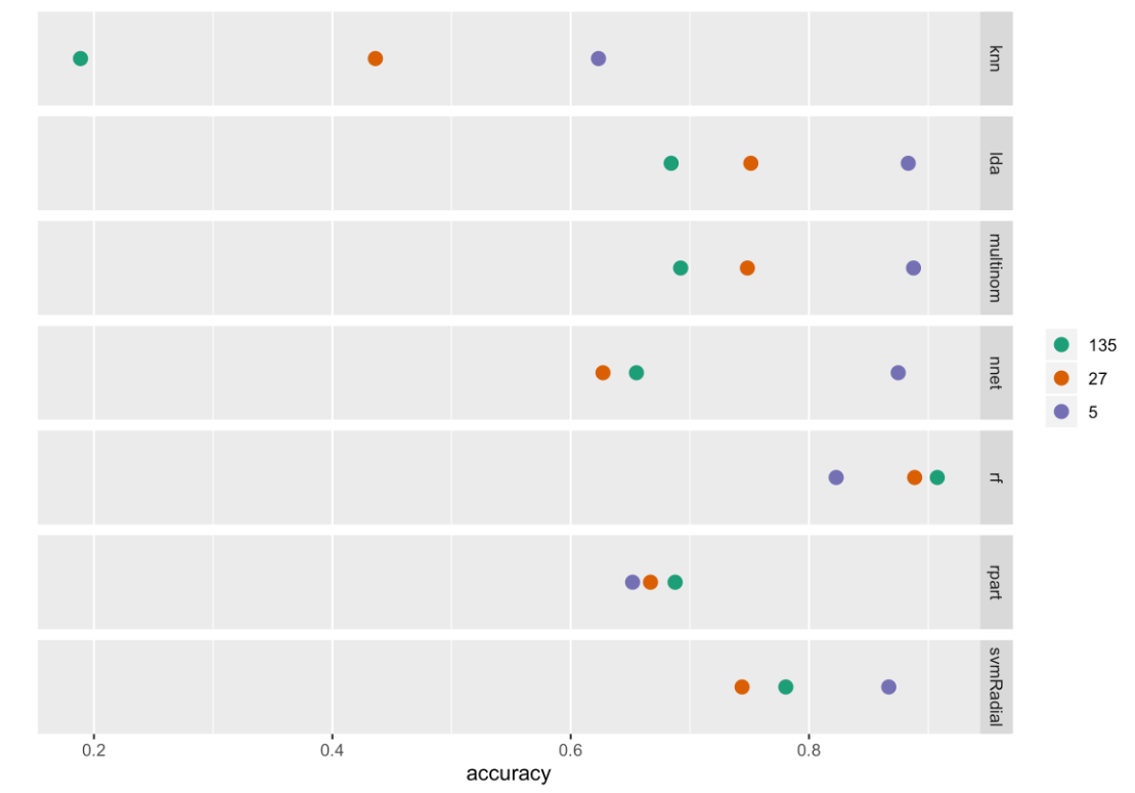 knn
lda
multinom
nnet
rf
rpart
svmRadial
135
27
5
0.2 0.4 0.6 0.8
accuracy